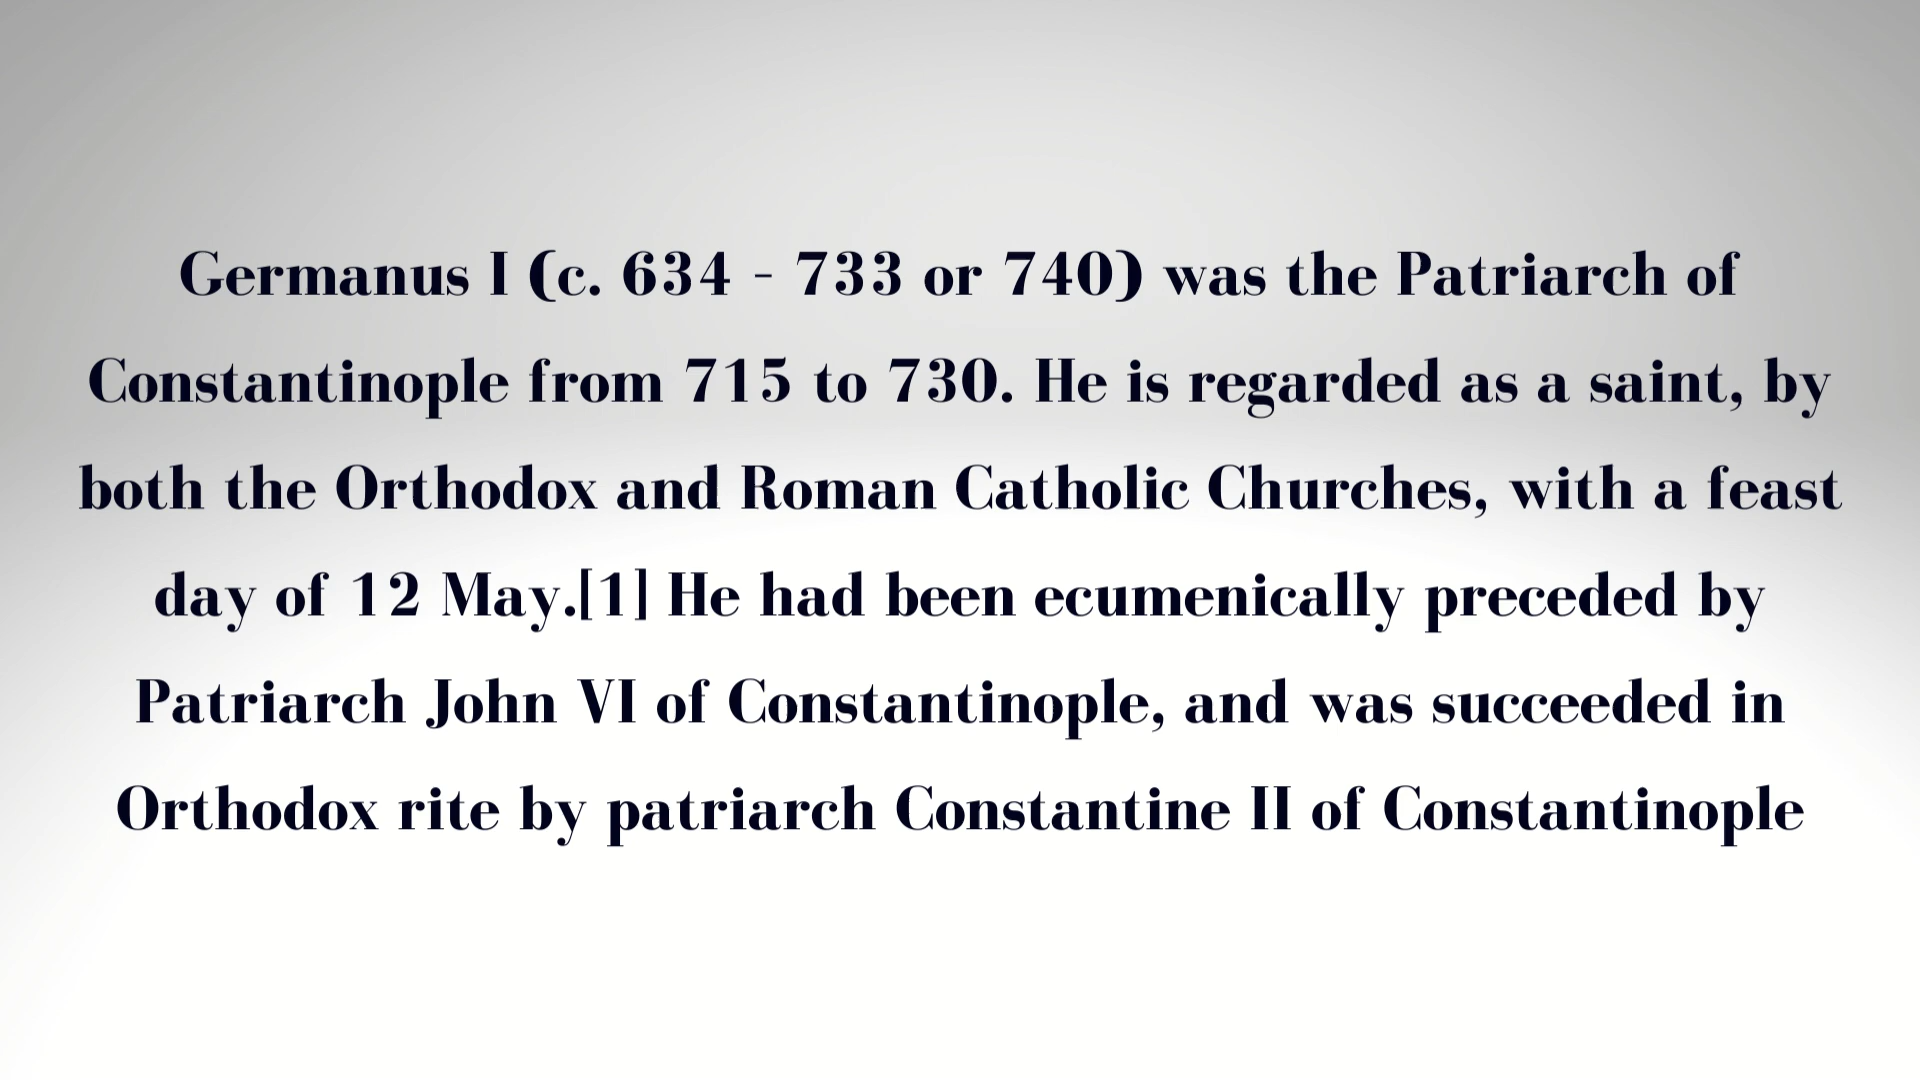 Germanus I (c. 634 - 733 or 740) was the Patriarch of
Constantinople from 715 to 730. He is regarded as a saint, by
both the Orthodox and Roman Catholic Churches, with a feast
day of 12 May.[1] He had been ecumenically preceded by
Patriarch John VI of Constantinople, and was succeeded in
Orthodox rite by patriarch Constantine II of Constantinople